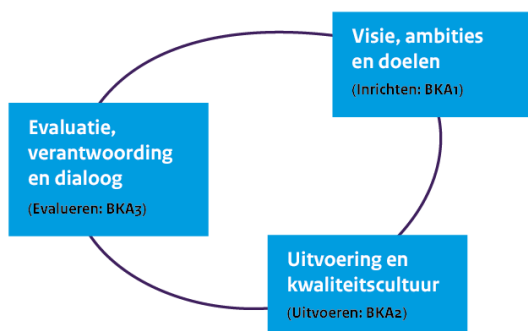 Visie, ambities
en doelen
(Inrichten: BKA1)
Evaluatie,
verantwoording
en dialoog
(Evalueren: BKA3)
Uitvoering en
kwaliteitscultuur
(Uitvoeren: BKA2)